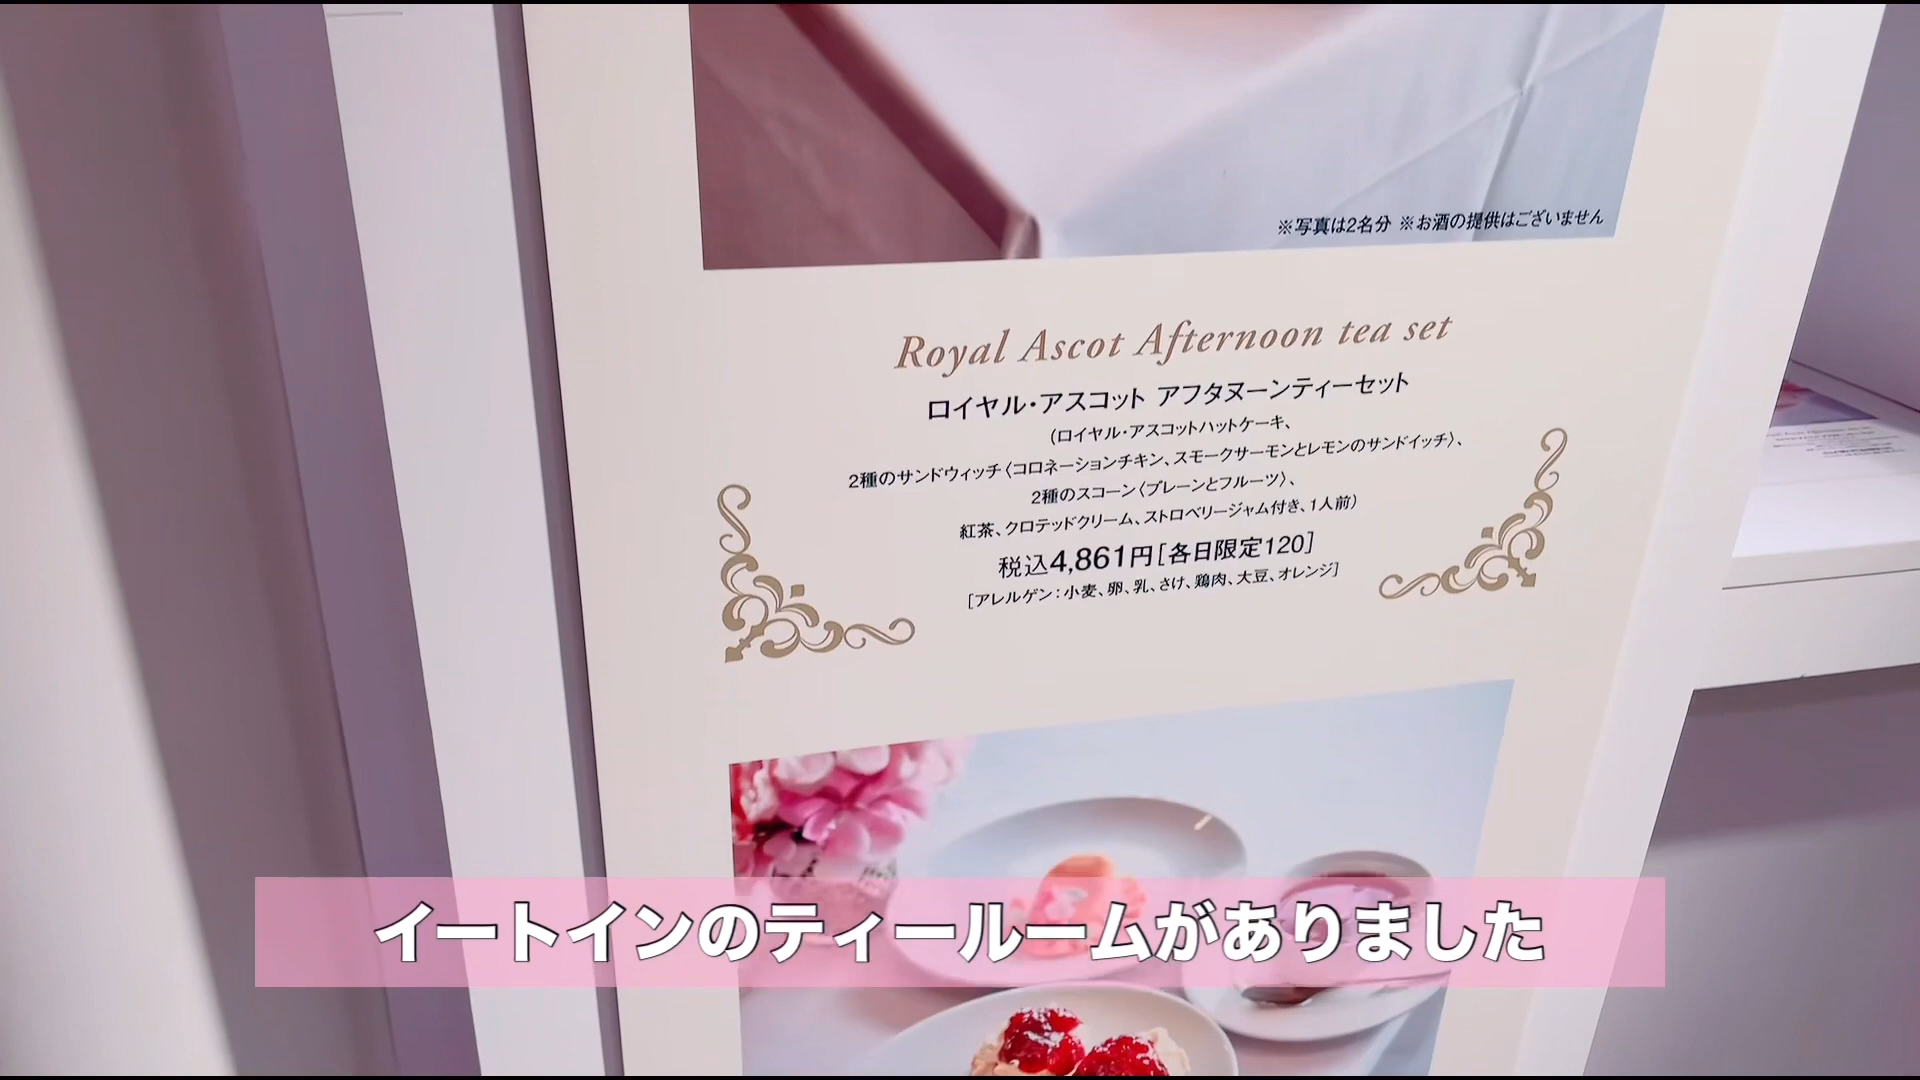 ※写真は2名分 ※お酒の提供はございません
Royal Ascot Afternoon tea set
ロイヤル・アスコット アフタヌーンティーセット
(ロイヤル・アスコットハットケーキ、
2種のサンドウィッチ〈コロネーションチキン、スモークサーモンとレモンのサンドイッチ〉、
2種のスコーン〈プレーンとフルーツ〉、
紅茶、クロテッドクリーム、ストロベリージャム付き、1人前)
税込4,861円[各日限定120]
[アレルゲン：小麦、卵、乳、さけ、鶏肉、大豆、オレンジ]
イートインのティールームがありました